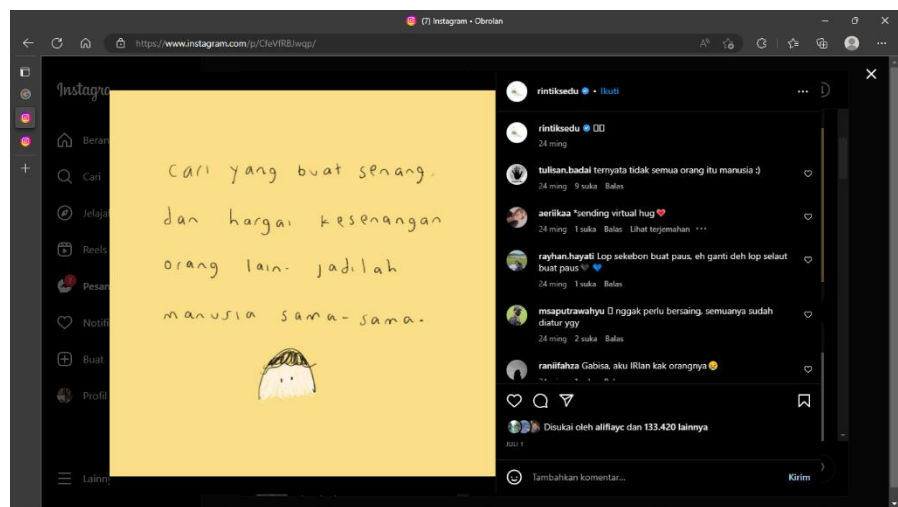 (7) Instagram • Obrolan
https://www.instagram.com/p/CfeVfRBJwqp/
Instagra
Beran
Cari
Jelajal
Reels
Pesan
Notifi
Buat
Profil
Lainn
cari yang buat senang.
dan hargai kesenangan
orang lain. jadilah
manusia sama-sama.
rintiksedu • Ikuti
rintiksedu
24 ming
tulisan.badai ternyata tidak semua orang itu manusia :)
24 ming 9 suka Balas
aeriikaa *sending virtual hug
24 ming 1 suka Balas Lihat terjemahan
rayhan.hayati Lop sekebon buat paus, eh ganti deh lop selaut
buat paus
24 ming 1 suka Balas
msaputrawahyu nggak perlu bersaing, semuanya sudah
diatur ygy
24 ming 2 suka Balas
raniifahza Gabisa, aku IRIan kak orangnya
Disukai oleh alifiayc dan 133.420 lainnya
JULI 1
Tambahkan komentar...
Kirim